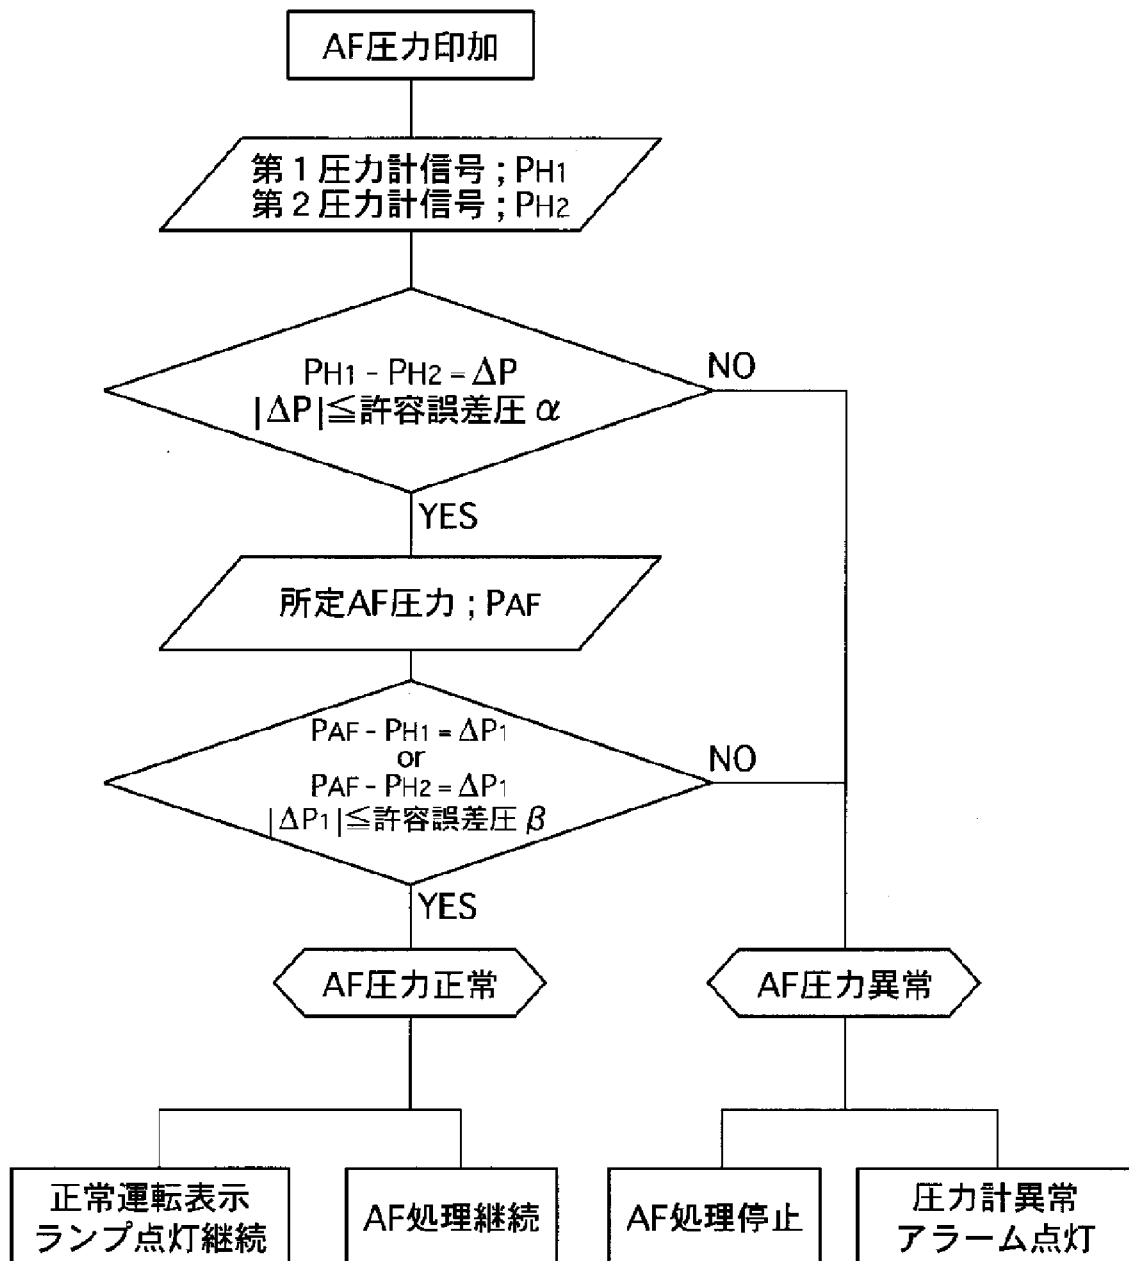 AF圧力印加
第1圧力計信号 ; PH1
第2圧力計信号 ; PH2
PH1 - PH2 = ΔP
|ΔP|≦許容誤差圧 α
NO
YES
所定AF圧力 ; PAF
PAF - PH1 = ΔP1
or
PAF - PH2 = ΔP1
|ΔP1|≦許容誤差圧 β
NO
YES
AF圧力正常
AF圧力異常
正常運転表示
ランプ点灯継続
AF処理継続
AF処理停止
圧力計異常
アラーム点灯